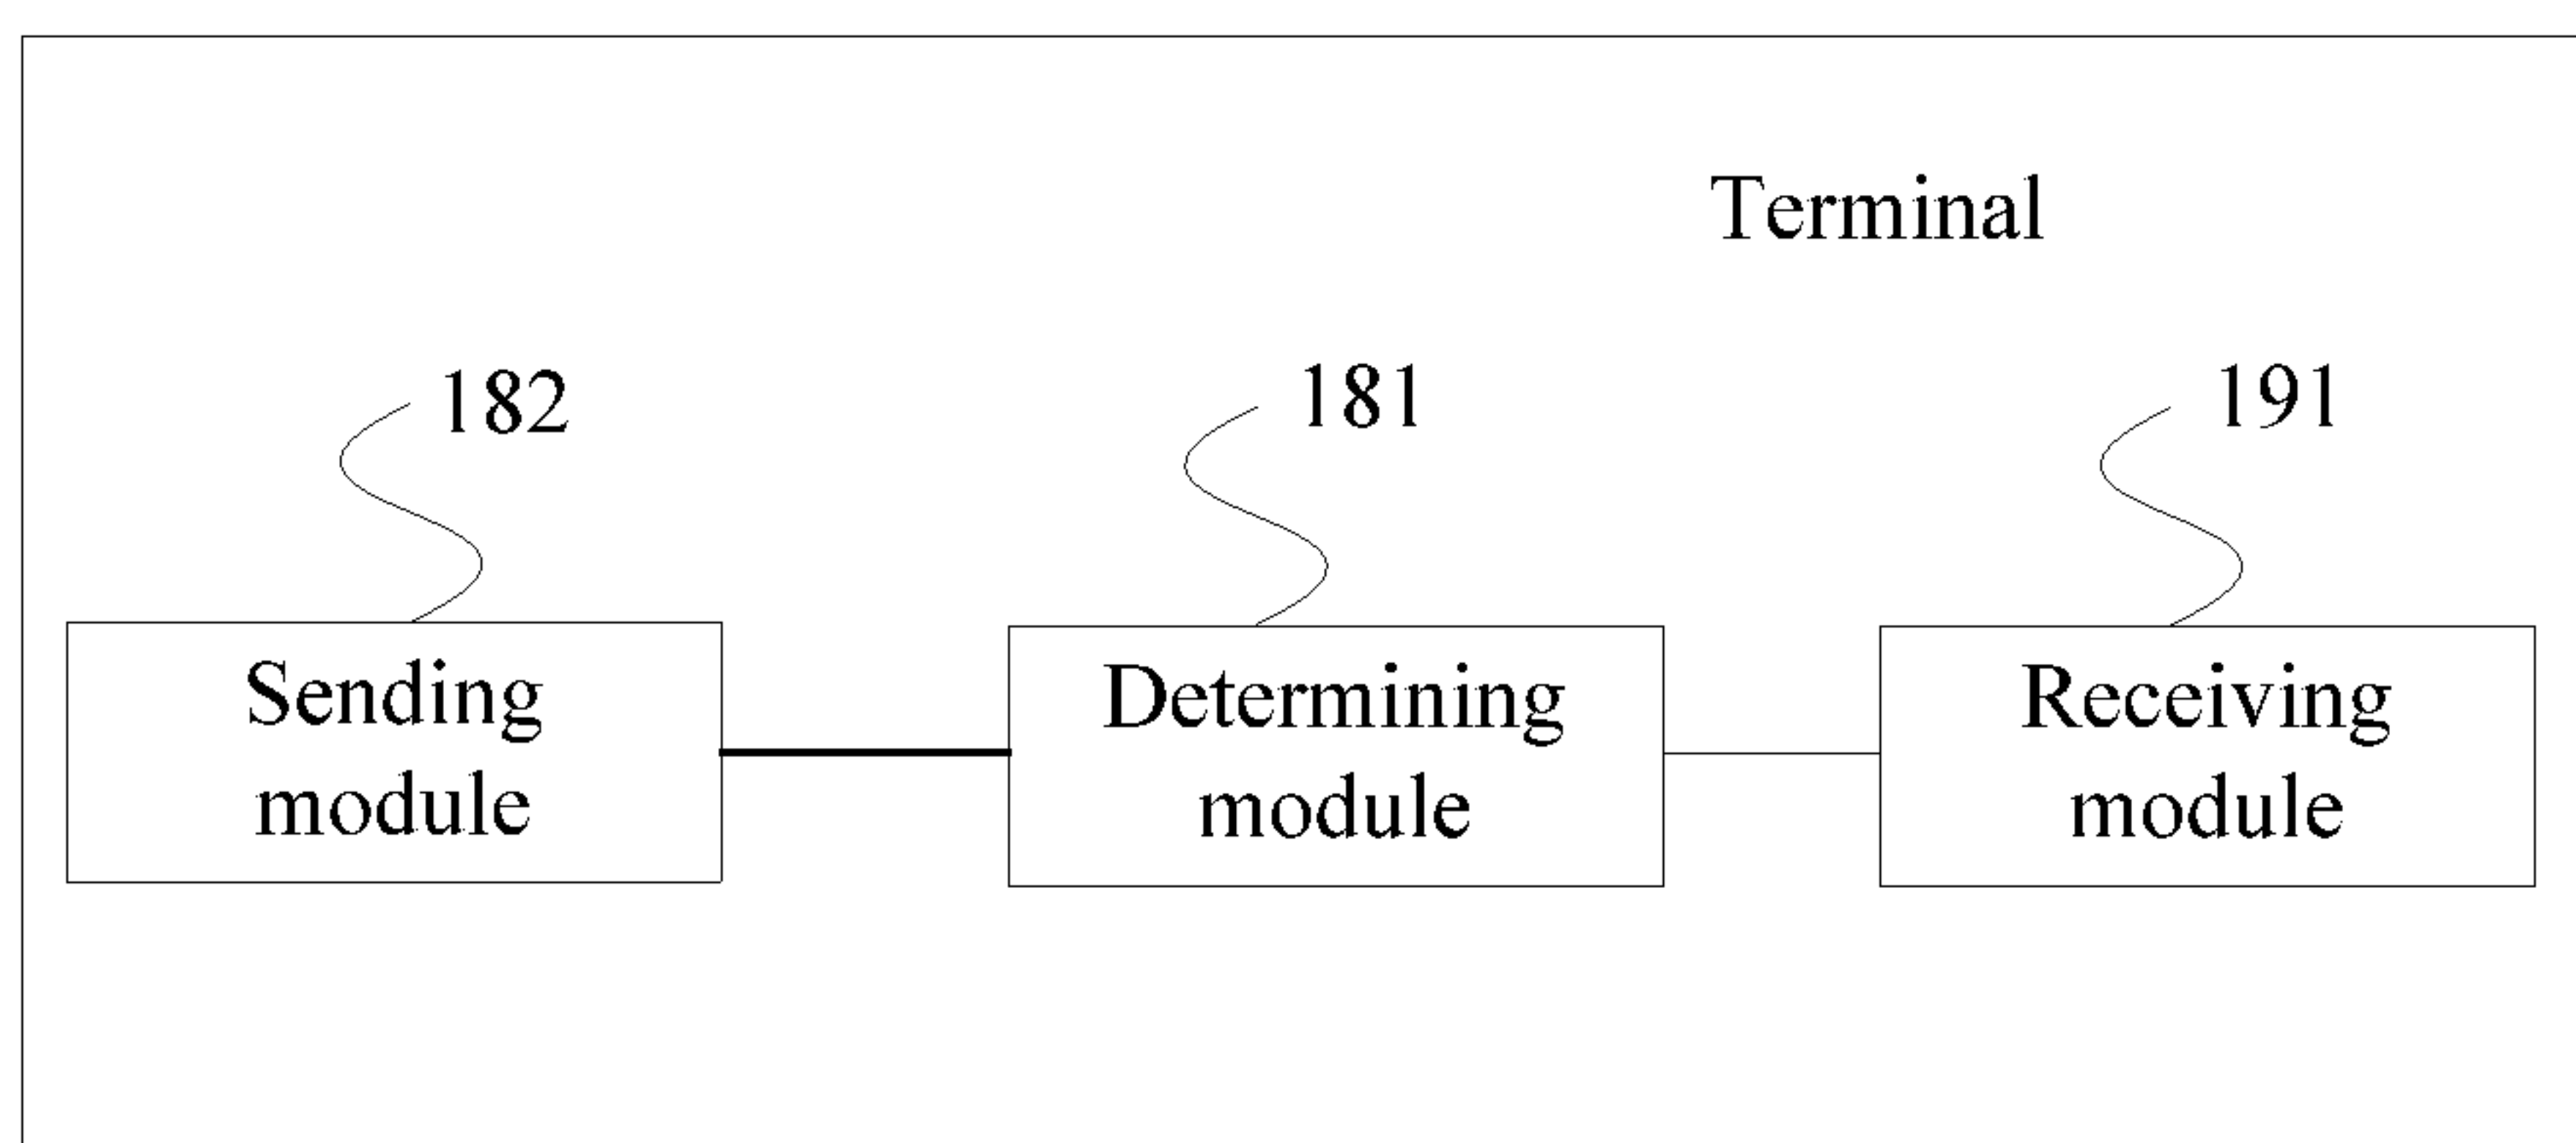 Terminal
182
181
191
Sending
module
Determining
module
Receiving
module